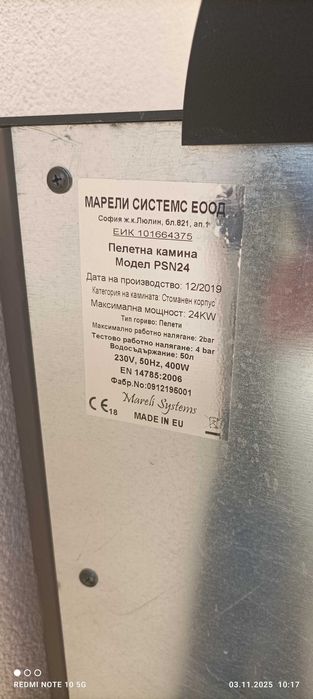 МАРЕЛИ СИСТЕМС ЕООД
София ж.к.Люлин, бл.821, ап.1
ЕИК 101664375
Пелетна камина
Модел PSN24
Дата на производство: 12/2019
Категория на камината: Стоманен корпус
Максимална мощност: 24KW
Тип гориво: Пелети
Максимално работно налягане: 2bar
Тестово работно налягане: 4 bar
Водосъдържание: 50л
230V, 50Hz, 400W
EN 14785:2006
Фабр.No:0912195001
CE 18
Mareli Systems
MADE IN EU
REDMI NOTE 10 5G
03.11.2025 10:17